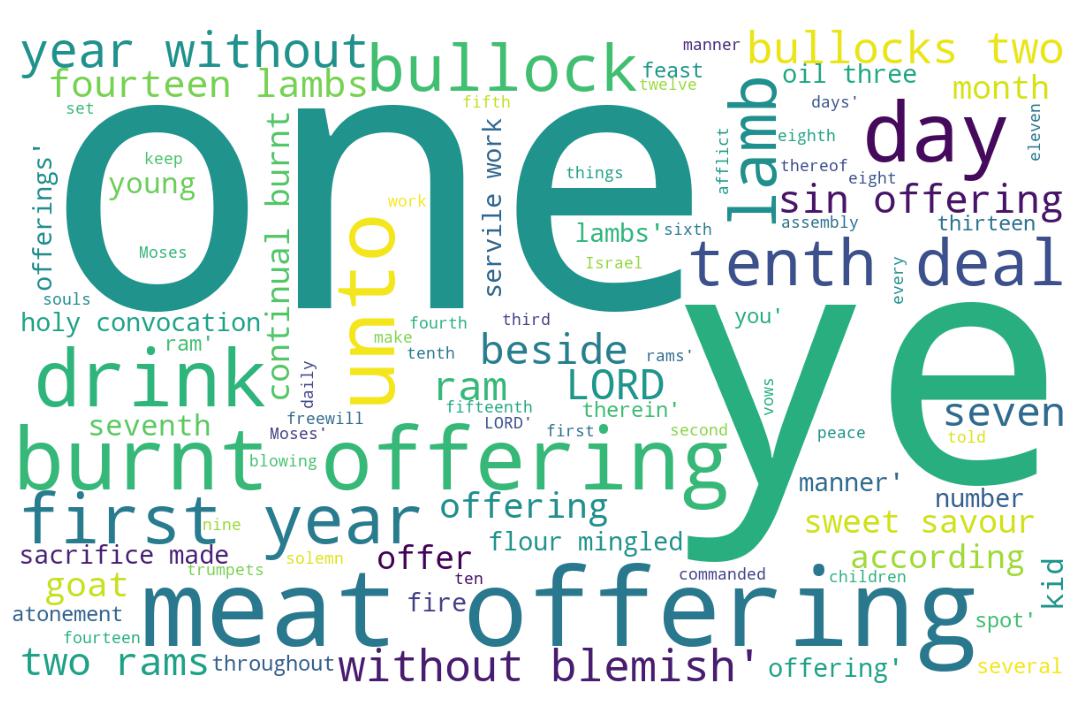 year without
bullock
manner
bullocks two
fourteen lambs
feast
oil three
twelve
month
set
fifth
days'
one
lamb
day
eleven
keep
young
continual burnt
servile work
things
afflict
eighth
thereof
eight
offerings'
unto
work
sin offering
Moses
lambs'
sixth
assembly
thirteen
Israel
tenth deal
every
souls
holy convocation
fourth
third
you'
ye
ram'
make
tenth
beside
rams'
drink
daily
ram
LORD
vows
seventh
freewill
fifteenth
therein'
seven
Moses'
LORD'
first
second
peace
told
burnt offering
blowing
manner'
number
first year
nine
offering
sweet savour
sacrifice made
solemn
offer
flour mingled
according
goat
trumpets
ten
commanded
children
kid
meat offering
fire
atonement
spot'
fourteen
two rams
throughout
without blemish'
offering'
several